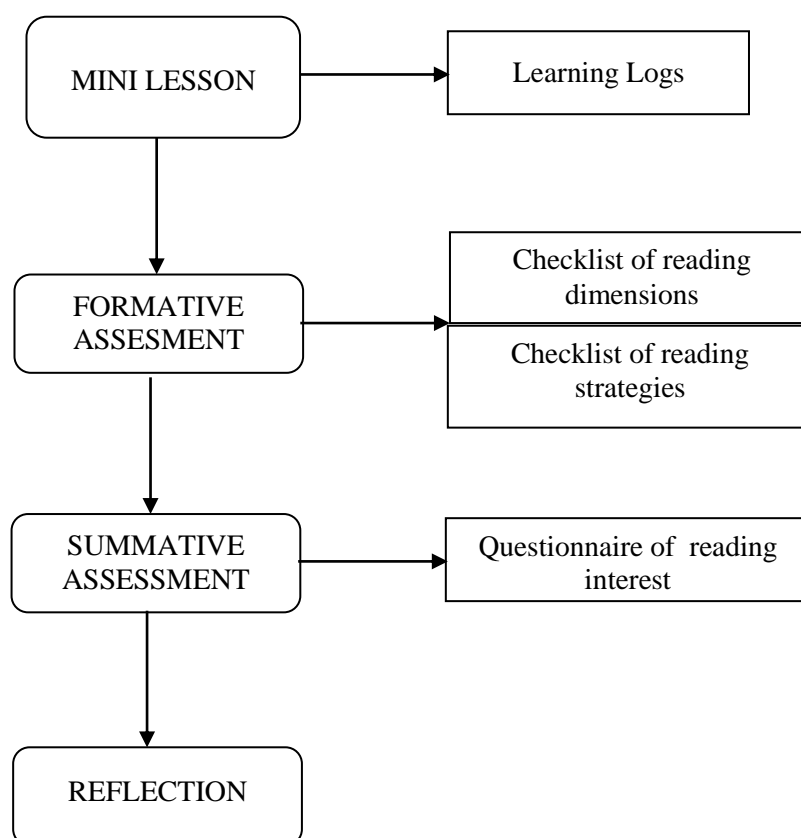 MINI LESSON
Learning Logs
FORMATIVE
ASSESMENT
Checklist of reading
dimensions
Checklist of reading
strategies
SUMMATIVE
ASSESSMENT
Questionnaire of reading
interest
REFLECTION